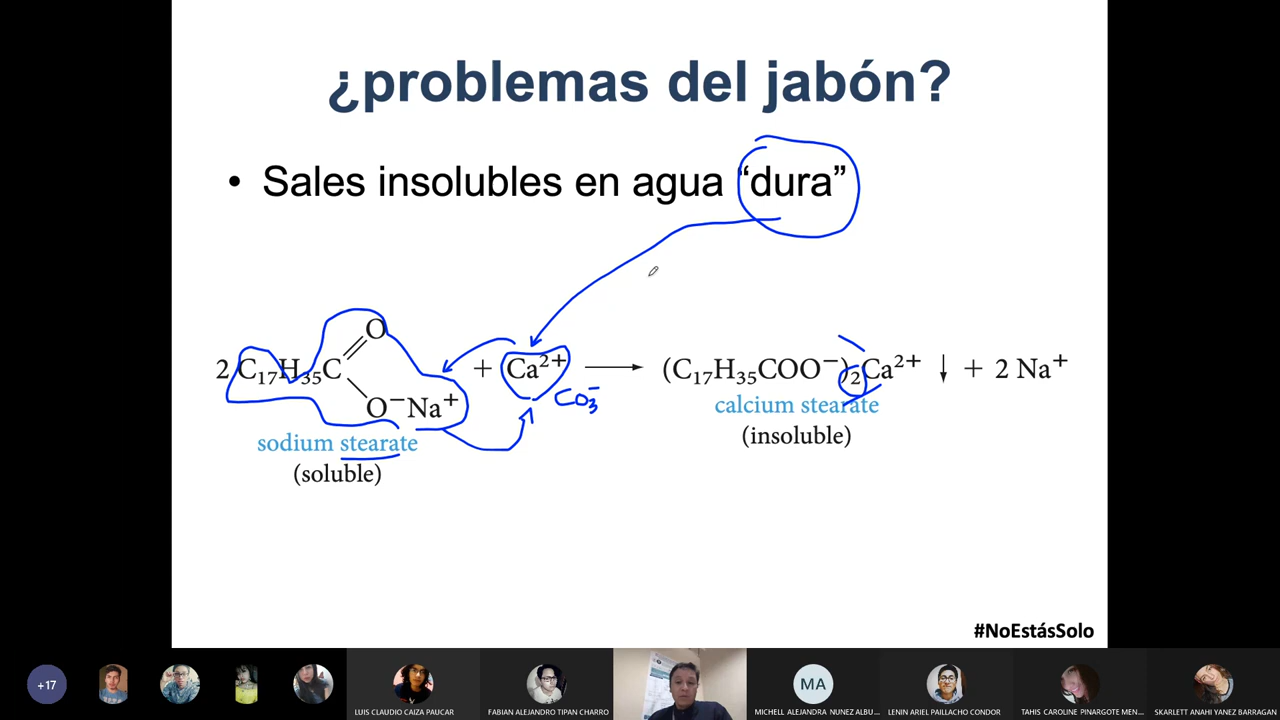 ¿problemas del jabón?
• Sales insolubles en agua “dura”
O
2 C₁₇H₃₅C + Ca²⁺ ⟶ (C₁₇H₃₅COO⁻)₂Ca²⁺ ↓ + 2 Na⁺
CO₃⁻
O⁻Na⁺
calcium stearate
(insoluble)
sodium stearate
(soluble)
#NoEstásSolo
+17
MA
LUIS CLAUDIO CAIZA PAUCAR
FABIAN ALEJANDRO TIPAN CHARRO
MICHELL ALEJANDRA NUNEZ ALBU...
LENIN ARIEL PAILLACHO CONDOR
TAHIS CAROLINE PINARGOTE MEN...
SKARLETT ANAHI YANEZ BARRAGAN